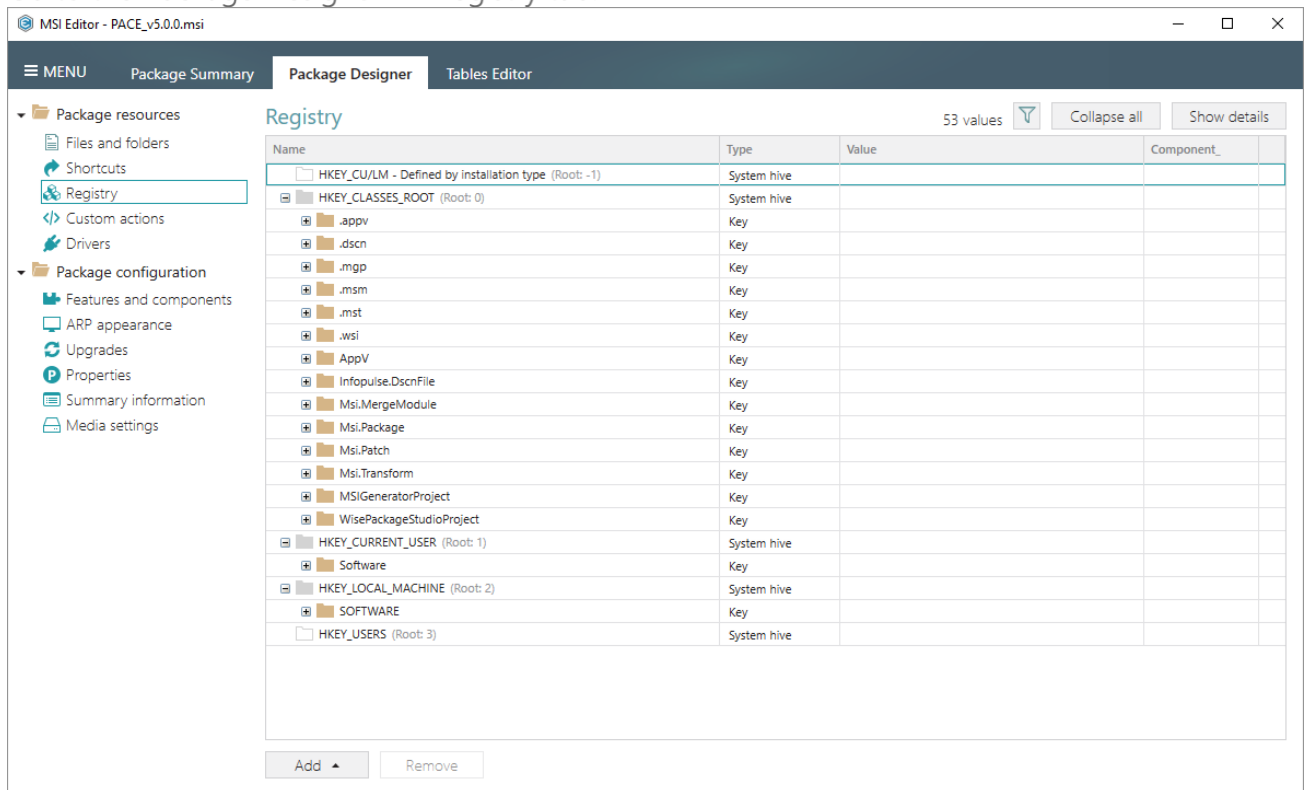 MSI Editor - PACE_v5.0.0.msi
MENU Package Summary Package Designer Tables Editor
Package resources
Files and folders
Shortcuts
Registry
Custom actions
Drivers
Package configuration
Features and components
ARP appearance
Upgrades
Properties
Summary information
Media settings
Registry
53 values Collapse all Show details
Name Type Value Component_
HKEY_CU/LM - Defined by installation type (Root: -1) System hive
HKEY_CLASSES_ROOT (Root: 0) System hive
.appv Key
.dscn Key
.mgp Key
.msm Key
.mst Key
.wsi Key
AppV Key
Infopulse.DscnFile Key
Msi.MergeModule Key
Msi.Package Key
Msi.Patch Key
Msi.Transform Key
MSIGeneratorProject Key
WisePackageStudioProject Key
HKEY_CURRENT_USER (Root: 1) System hive
Software Key
HKEY_LOCAL_MACHINE (Root: 2) System hive
SOFTWARE Key
HKEY_USERS (Root: 3) System hive
Add Remove